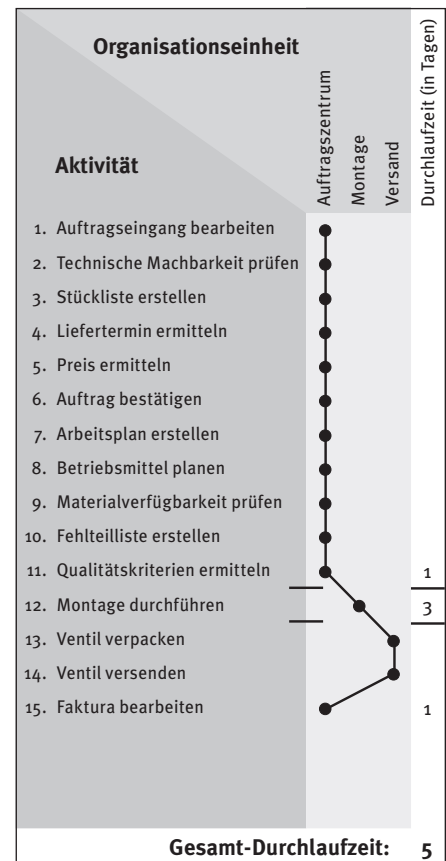 Organisationseinheit
Aktivität
Auftragszentrum
Montage
Versand
Durchlaufzeit (in Tagen)
1. Auftragseingang bearbeiten
2. Technische Machbarkeit prüfen
3. Stückliste erstellen
4. Liefertermin ermitteln
5. Preis ermitteln
6. Auftrag bestätigen
7. Arbeitsplan erstellen
8. Betriebsmittel planen
9. Materialverfügbarkeit prüfen
10. Fehlteilliste erstellen
11. Qualitätskriterien ermitteln 1
12. Montage durchführen 3
13. Ventil verpacken
14. Ventil versenden
15. Faktura bearbeiten 1
Gesamt-Durchlaufzeit: 5